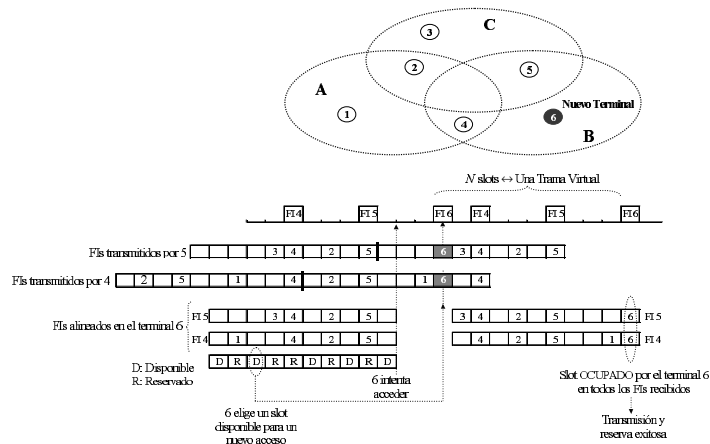 C
3
2
5
A
Nuevo Terminal
1
4
6
B
N slots ↔ Una Trama Virtual
FI 4 FI 5 FI 6 FI 4 FI 5 FI 6
FIs transmitidos por 5 3 4 2 5 6 3 4 2 5
FIs transmitidos por 4 2 5 1 4 2 5 1 6 4
FIs alineados en el terminal 6
FI 5 3 4 2 5 3 4 2 5 6 FI 5
FI 4 1 4 2 5 4 2 5 1 6 FI 4
D: Disponible
R: Reservado
D R D R R D R D R D
6 intenta
acceder
Slot OCUPADO por el terminal 6
en todos los FIs recibidos
6 elige un slot
disponible para un
nuevo acceso
Transmisión y
reserva exitosa